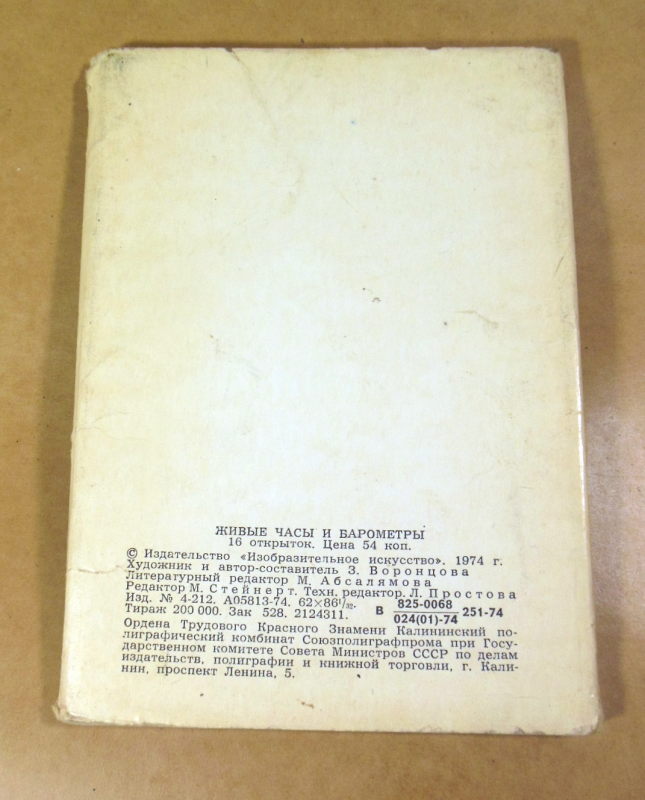 ЖИВЫЕ ЧАСЫ И БАРОМЕТРЫ
16 открыток. Цена 54 коп.
© Издательство «Изобразительное искусство». 1974 г.
Художник и автор-составитель З. Воронцова
Литературный редактор М. Абсалямова
Редактор М. Стейнерт. Техн. редактор. Л. Простова
Изд. № 4-212. А05813-74. 62×86¹/₃₂.
Тираж 200 000. Зак 528. 2124311.
В 825-0068/024(01)-74 251-74
Ордена Трудового Красного Знамени Калининский по-
лиграфический комбинат Союзполиграфпрома при Госу-
дарственном комитете Совета Министров СССР по делам
издательств, полиграфии и книжной торговли, г. Кали-
нин, проспект Ленина, 5.